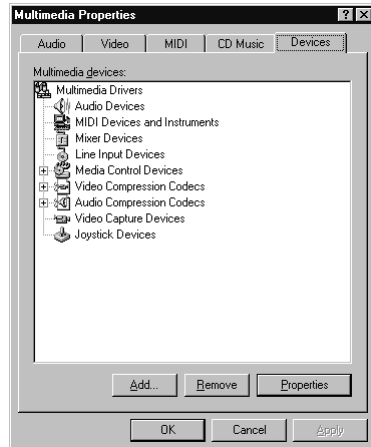 Multimedia Properties
Audio Video MIDI CD Music Devices
Multimedia devices:
Multimedia Drivers
Audio Devices
MIDI Devices and Instruments
Mixer Devices
Line Input Devices
Media Control Devices
Video Compression Codecs
Audio Compression Codecs
Video Capture Devices
Joystick Devices
Add... Remove Properties
OK Cancel Apply